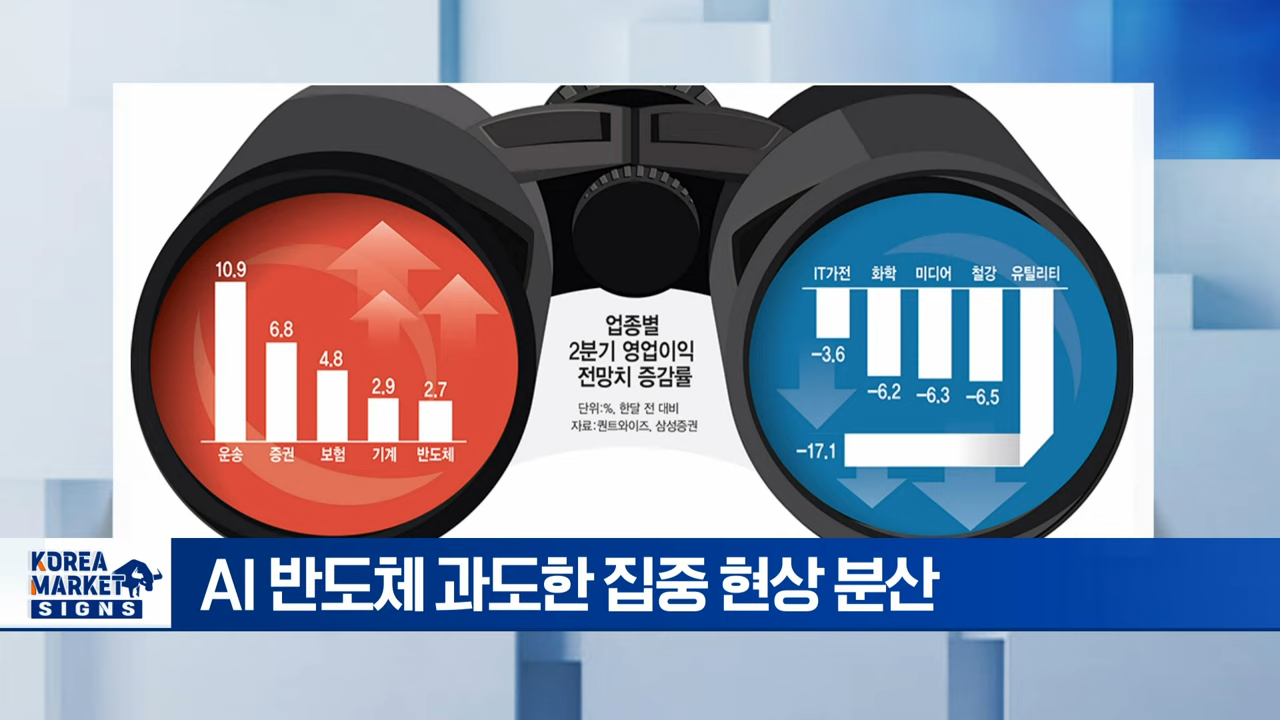 10.9
6.8
4.8
2.9
2.7
운송 증권 보험 기계 반도체
업종별
2분기 영업이익
전망치 증감률
단위:%, 한달 전 대비
자료:퀀트와이즈, 삼성증권
IT가전 화학 미디어 철강 유틸리티
-3.6
-6.2
-6.3
-6.5
-17.1
KOREA
MARKET
SIGNS
AI 반도체 과도한 집중 현상 분산